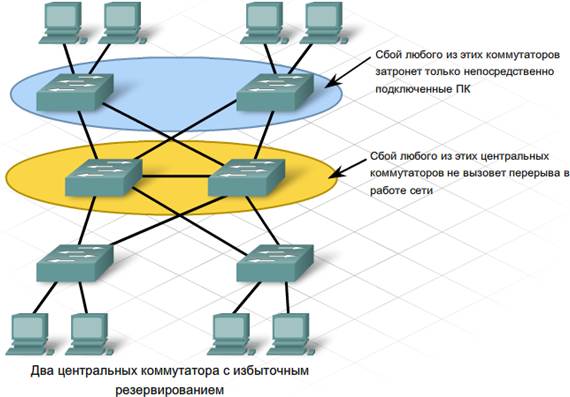 Сбой любого из этих коммутаторов
затронет только непосредственно
подключенные ПК
Сбой любого из этих центральных
коммутаторов не вызовет перерыва в
работе сети
Два центральных коммутатора с избыточным
резервированием